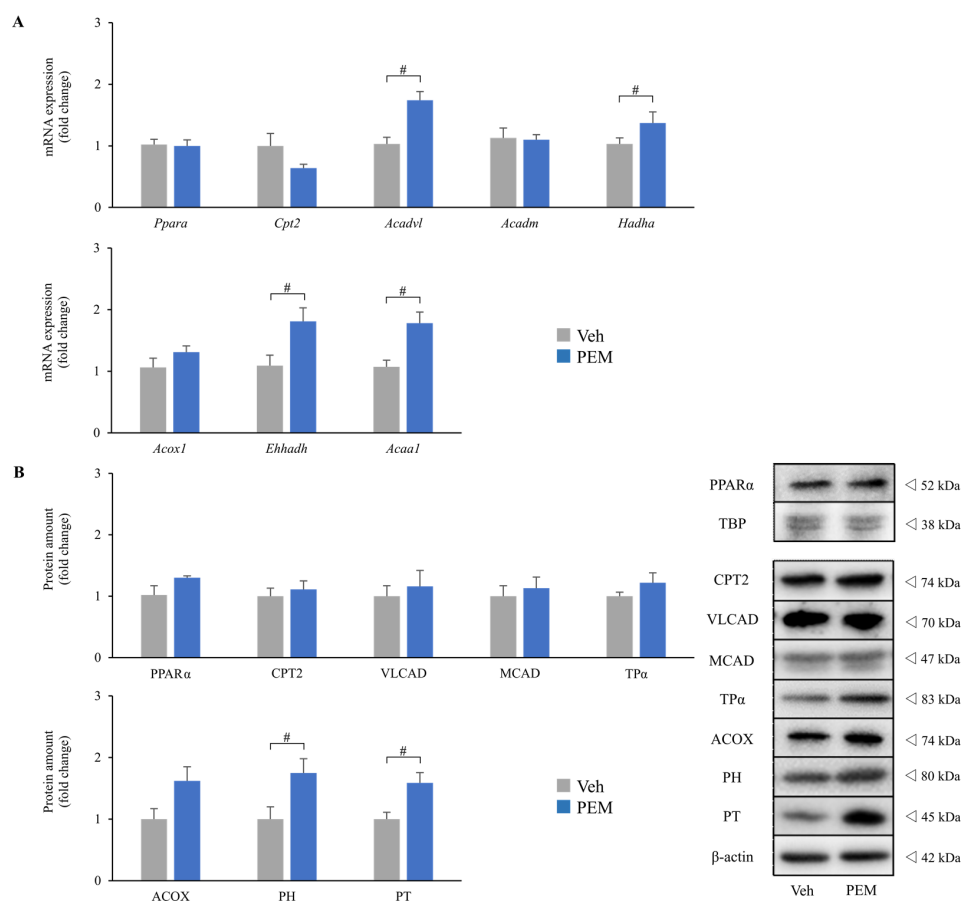 A
mRNA expression
(fold change)
3
2
1
0
# #
Ppara Cpt2 Acadvl Acadm Hadha
mRNA expression
(fold change)
3
2
1
0
# #
Acox1 Ehhadh Acaa1
Veh
PEM
B
Protein amount
(fold change)
3
2
1
0
PPARα CPT2 VLCAD MCAD TPα
Protein amount
(fold change)
3
2
1
0
# #
ACOX PH PT
Veh
PEM
PPARα ◁ 52 kDa
TBP ◁ 38 kDa
CPT2 ◁ 74 kDa
VLCAD ◁ 70 kDa
MCAD ◁ 47 kDa
TPα ◁ 83 kDa
ACOX ◁ 74 kDa
PH ◁ 80 kDa
PT ◁ 45 kDa
β-actin ◁ 42 kDa
Veh PEM